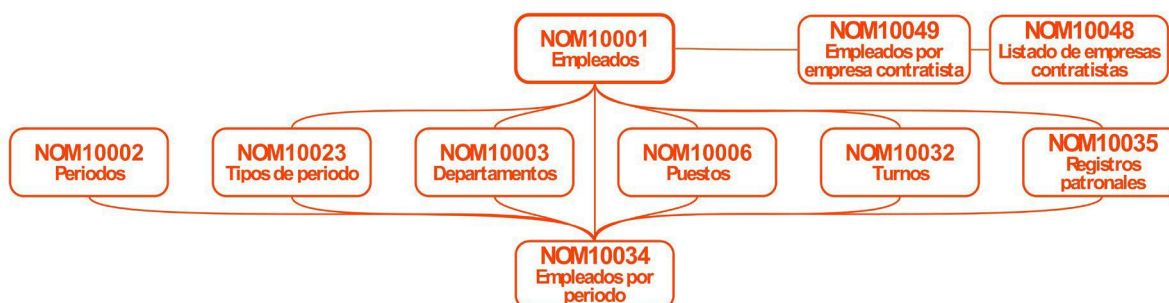 NOM10001
Empleados
NOM10049
Empleados por
empresa contratista
NOM10048
Listado de empresas
contratistas
NOM10002
Periodos
NOM10023
Tipos de periodo
NOM10003
Departamentos
NOM10006
Puestos
NOM10032
Turnos
NOM10035
Registros
patronales
NOM10034
Empleados por
periodo